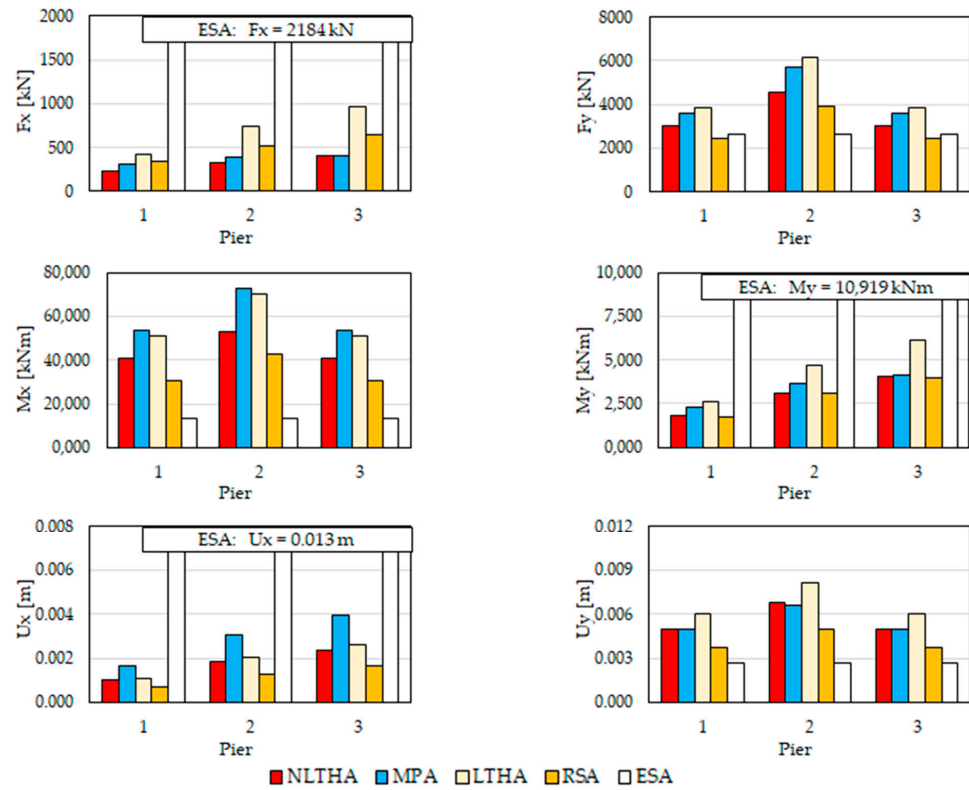 2000
1500
1000
500
0
Fx [kN]
ESA: Fx = 2184 kN
1 2 3
Pier
8000
6000
4000
2000
0
Fy [kN]
1 2 3
Pier
80,000
60,000
40,000
20,000
0,000
Mx [kNm]
1 2 3
Pier
10,000
7,500
5,000
2,500
0,000
My [kNm]
ESA: My = 10,919 kNm
1 2 3
Pier
0.008
0.006
0.004
0.002
0.000
Ux [m]
ESA: Ux = 0.013 m
1 2 3
Pier
0.012
0.009
0.006
0.003
0.000
Uy [m]
1 2 3
Pier
NLTHA MPA LTHA RSA ESA